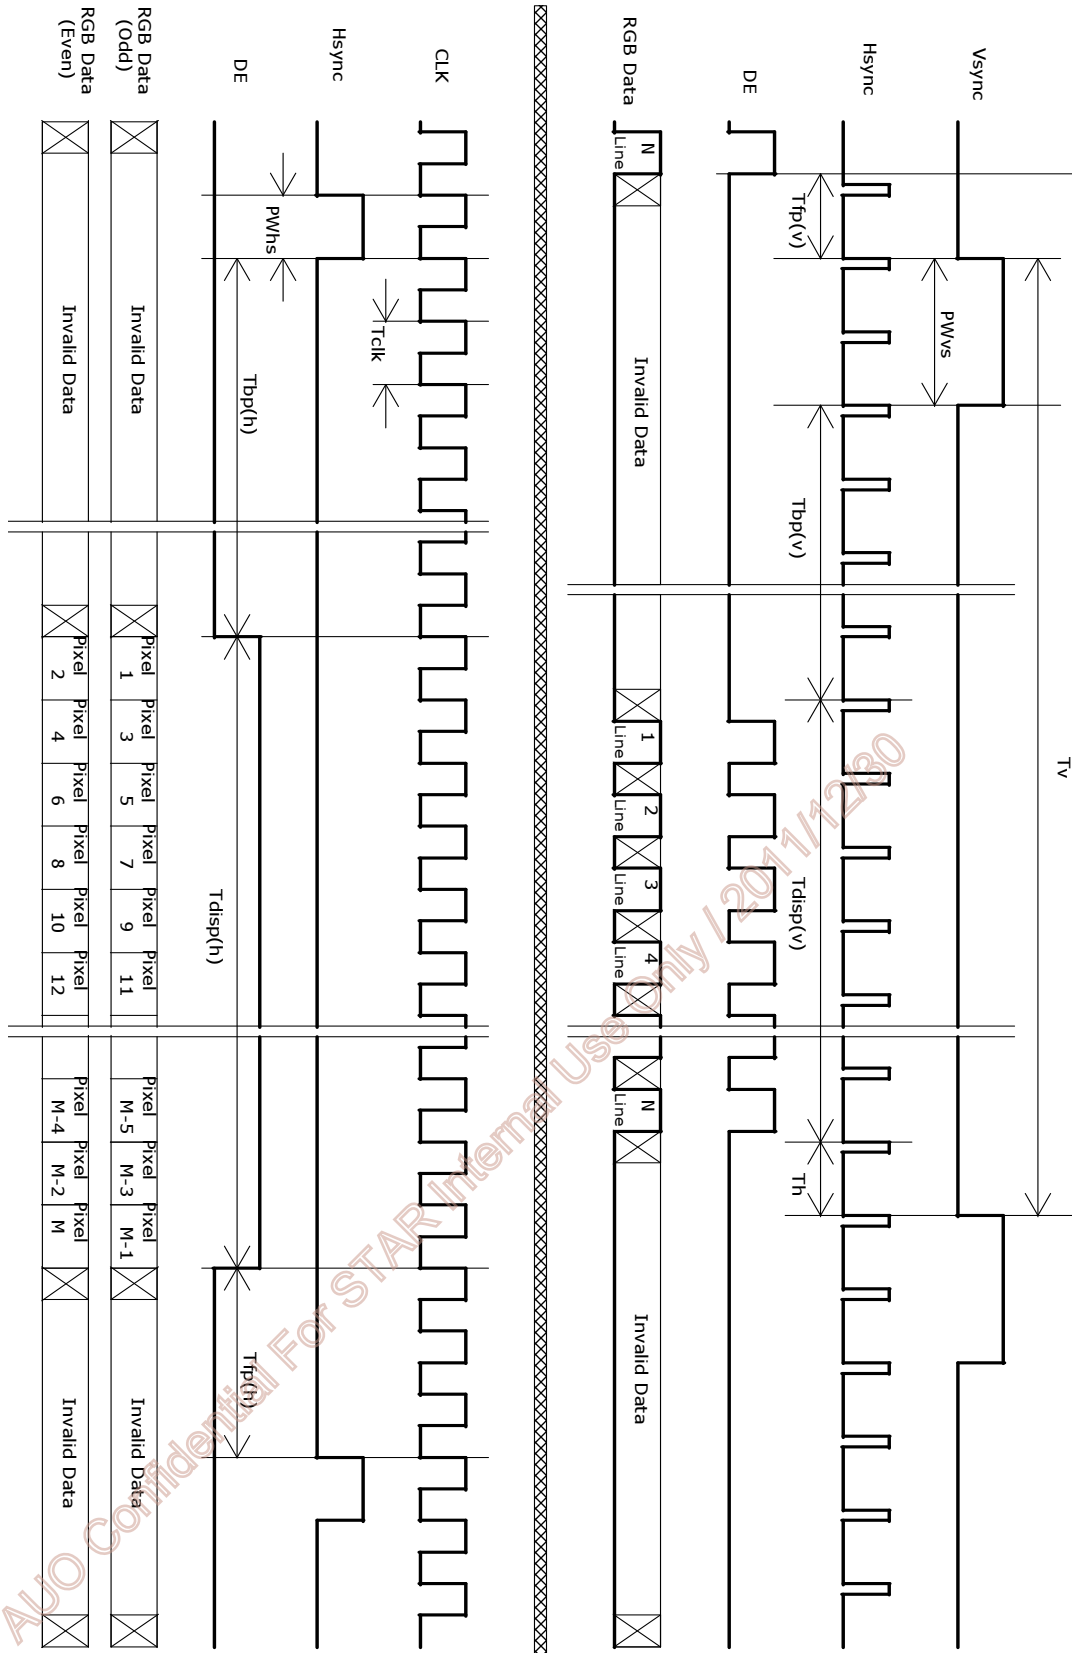 Vsync
Tv
PWvs
Hsync
Tfp(v)
Tbp(v)
Tdisp(v)
Th
DE
RGB Data
N
Line
Invalid Data
1
Line
2
Line
3
Line
4
Line
N
Line
Invalid Data
CLK
Tclk
Hsync
PWhs
DE
Tbp(h)
Tdisp(h)
Tfp(h)
RGB Data
(Odd)
Invalid Data
Pixel
1
Pixel
3
Pixel
5
Pixel
7
Pixel
9
Pixel
11
Pixel
M-5
Pixel
M-3
Pixel
M-1
Invalid Data
RGB Data
(Even)
Invalid Data
Pixel
2
Pixel
4
Pixel
6
Pixel
8
Pixel
10
Pixel
12
Pixel
M-4
Pixel
M-2
Pixel
M
Invalid Data
AUO Confidential For STAR Internal Use Only / 2011/12/30